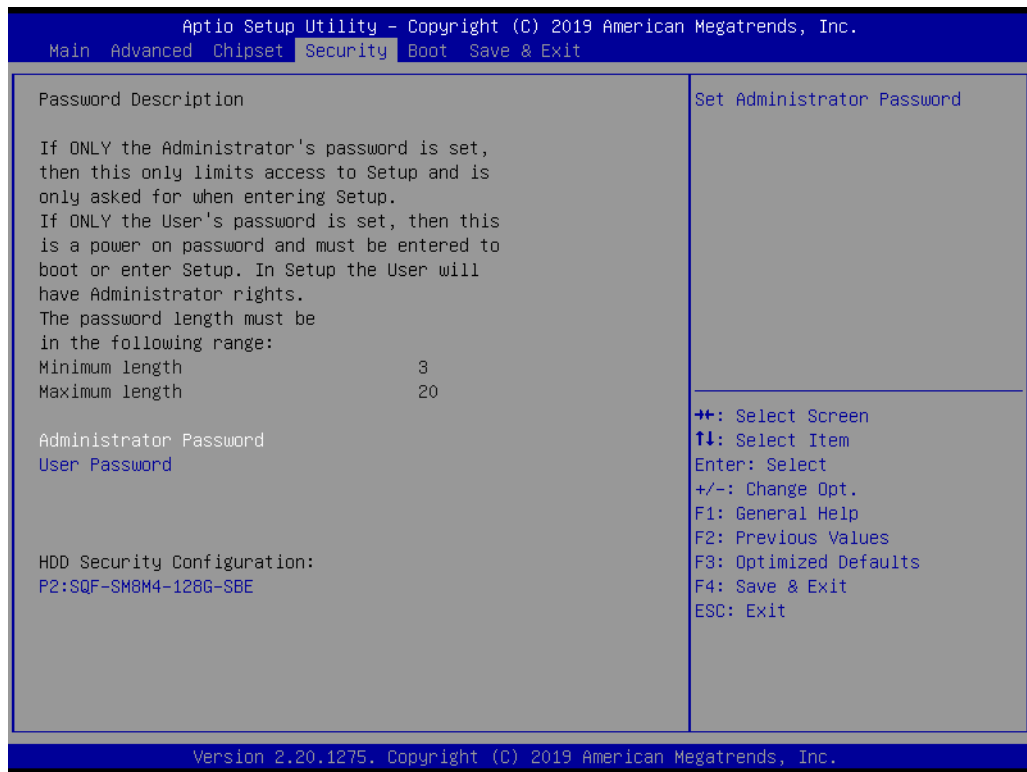 Aptio Setup Utility – Copyright (C) 2019 American Megatrends, Inc.
Main Advanced Chipset Security Boot Save & Exit
Password Description
If ONLY the Administrator's password is set,
then this only limits access to Setup and is
only asked for when entering Setup.
If ONLY the User's password is set, then this
is a power on password and must be entered to
boot or enter Setup. In Setup the User will
have Administrator rights.
The password length must be
in the following range:
Minimum length 3
Maximum length 20
Administrator Password
User Password
HDD Security Configuration:
P2:SQF-SM8M4-128G-SBE
Set Administrator Password
→←: Select Screen
↑↓: Select Item
Enter: Select
+/-: Change Opt.
F1: General Help
F2: Previous Values
F3: Optimized Defaults
F4: Save & Exit
ESC: Exit
Version 2.20.1275. Copyright (C) 2019 American Megatrends, Inc.